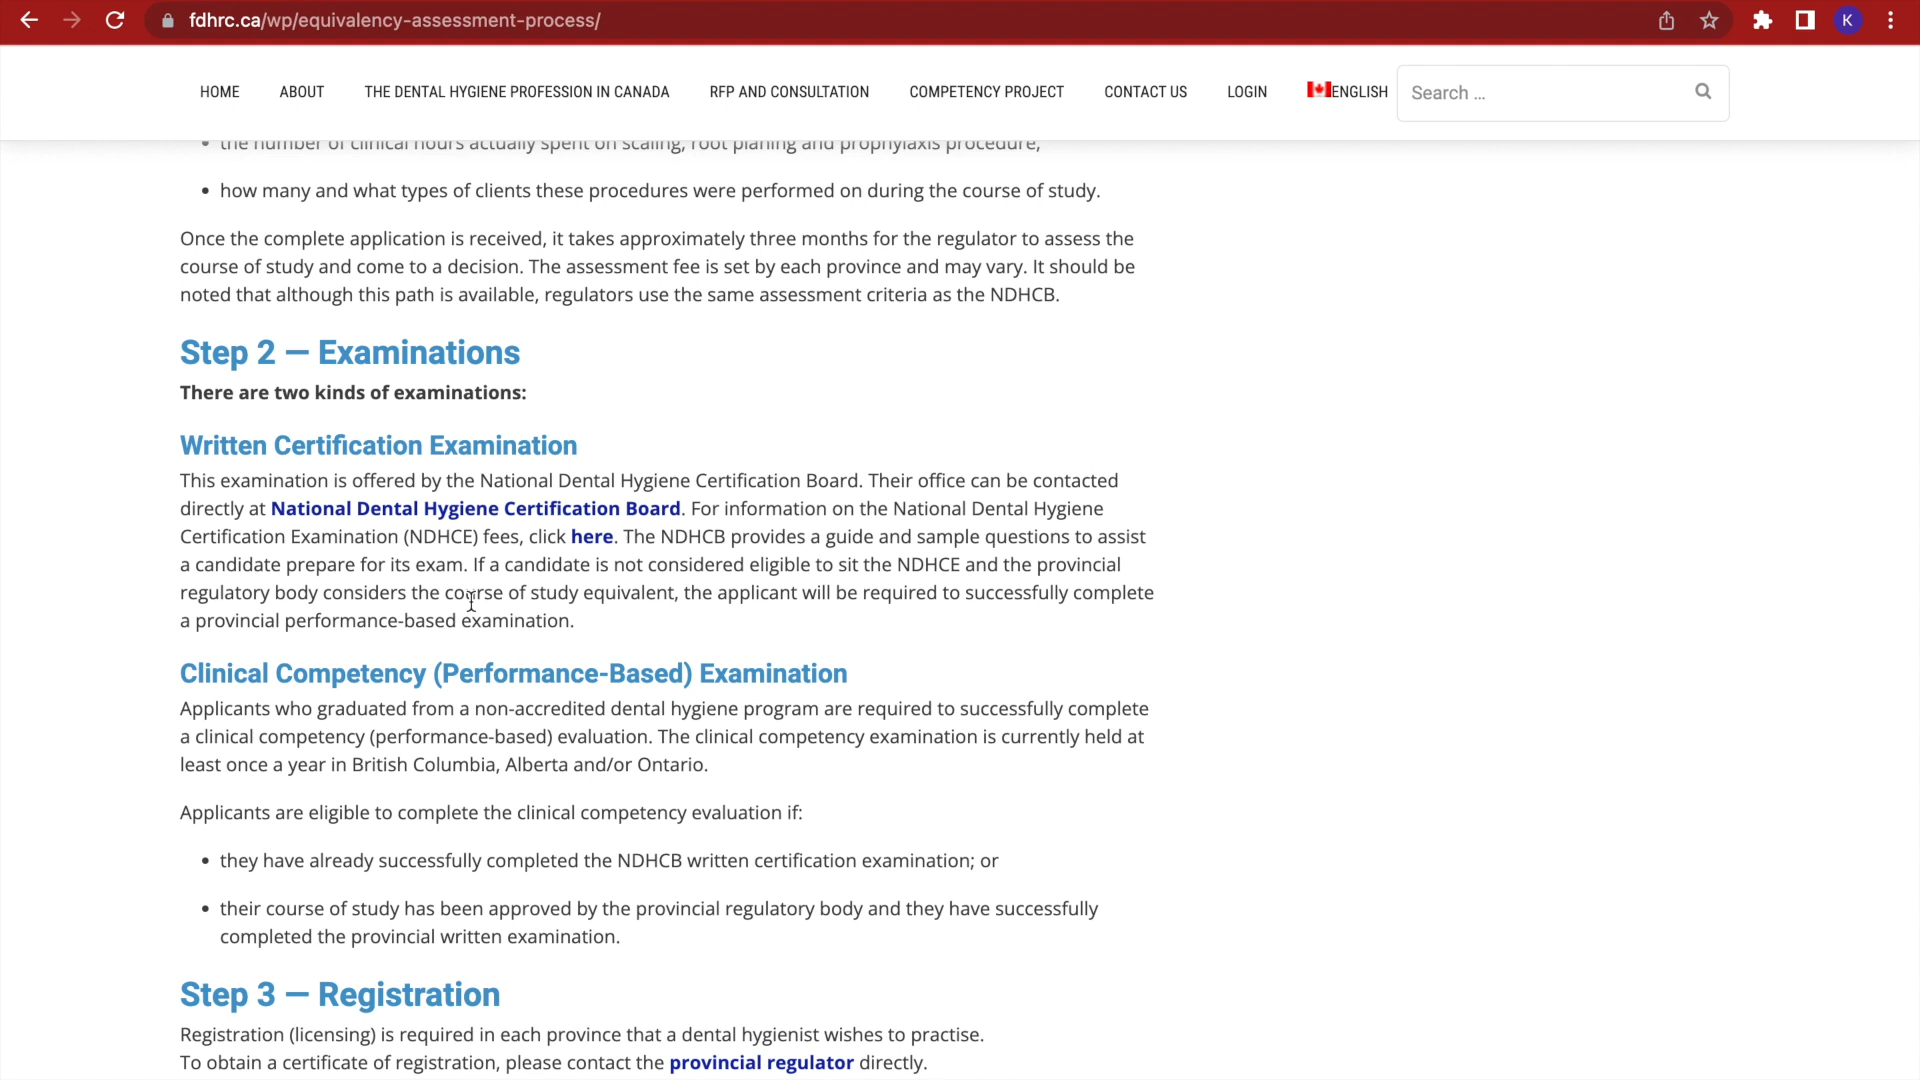 fdhrc.ca/wp/equivalency-assessment-process/
K
HOME ABOUT THE DENTAL HYGIENE PROFESSION IN CANADA RFP AND CONSULTATION COMPETENCY PROJECT CONTACT US LOGIN ENGLISH Search ...
the number of clinical hours actually spent on scaling, root planing and prophylaxis procedure,
• how many and what types of clients these procedures were performed on during the course of study.
Once the complete application is received, it takes approximately three months for the regulator to assess the
course of study and come to a decision. The assessment fee is set by each province and may vary. It should be
noted that although this path is available, regulators use the same assessment criteria as the NDHCB.
Step 2 — Examinations
There are two kinds of examinations:
Written Certification Examination
This examination is offered by the National Dental Hygiene Certification Board. Their office can be contacted
directly at National Dental Hygiene Certification Board. For information on the National Dental Hygiene
Certification Examination (NDHCE) fees, click here. The NDHCB provides a guide and sample questions to assist
a candidate prepare for its exam. If a candidate is not considered eligible to sit the NDHCE and the provincial
regulatory body considers the course of study equivalent, the applicant will be required to successfully complete
a provincial performance-based examination.
Clinical Competency (Performance-Based) Examination
Applicants who graduated from a non-accredited dental hygiene program are required to successfully complete
a clinical competency (performance-based) evaluation. The clinical competency examination is currently held at
least once a year in British Columbia, Alberta and/or Ontario.
Applicants are eligible to complete the clinical competency evaluation if:
• they have already successfully completed the NDHCB written certification examination; or
• their course of study has been approved by the provincial regulatory body and they have successfully
completed the provincial written examination.
Step 3 — Registration
Registration (licensing) is required in each province that a dental hygienist wishes to practise.
To obtain a certificate of registration, please contact the provincial regulator directly.